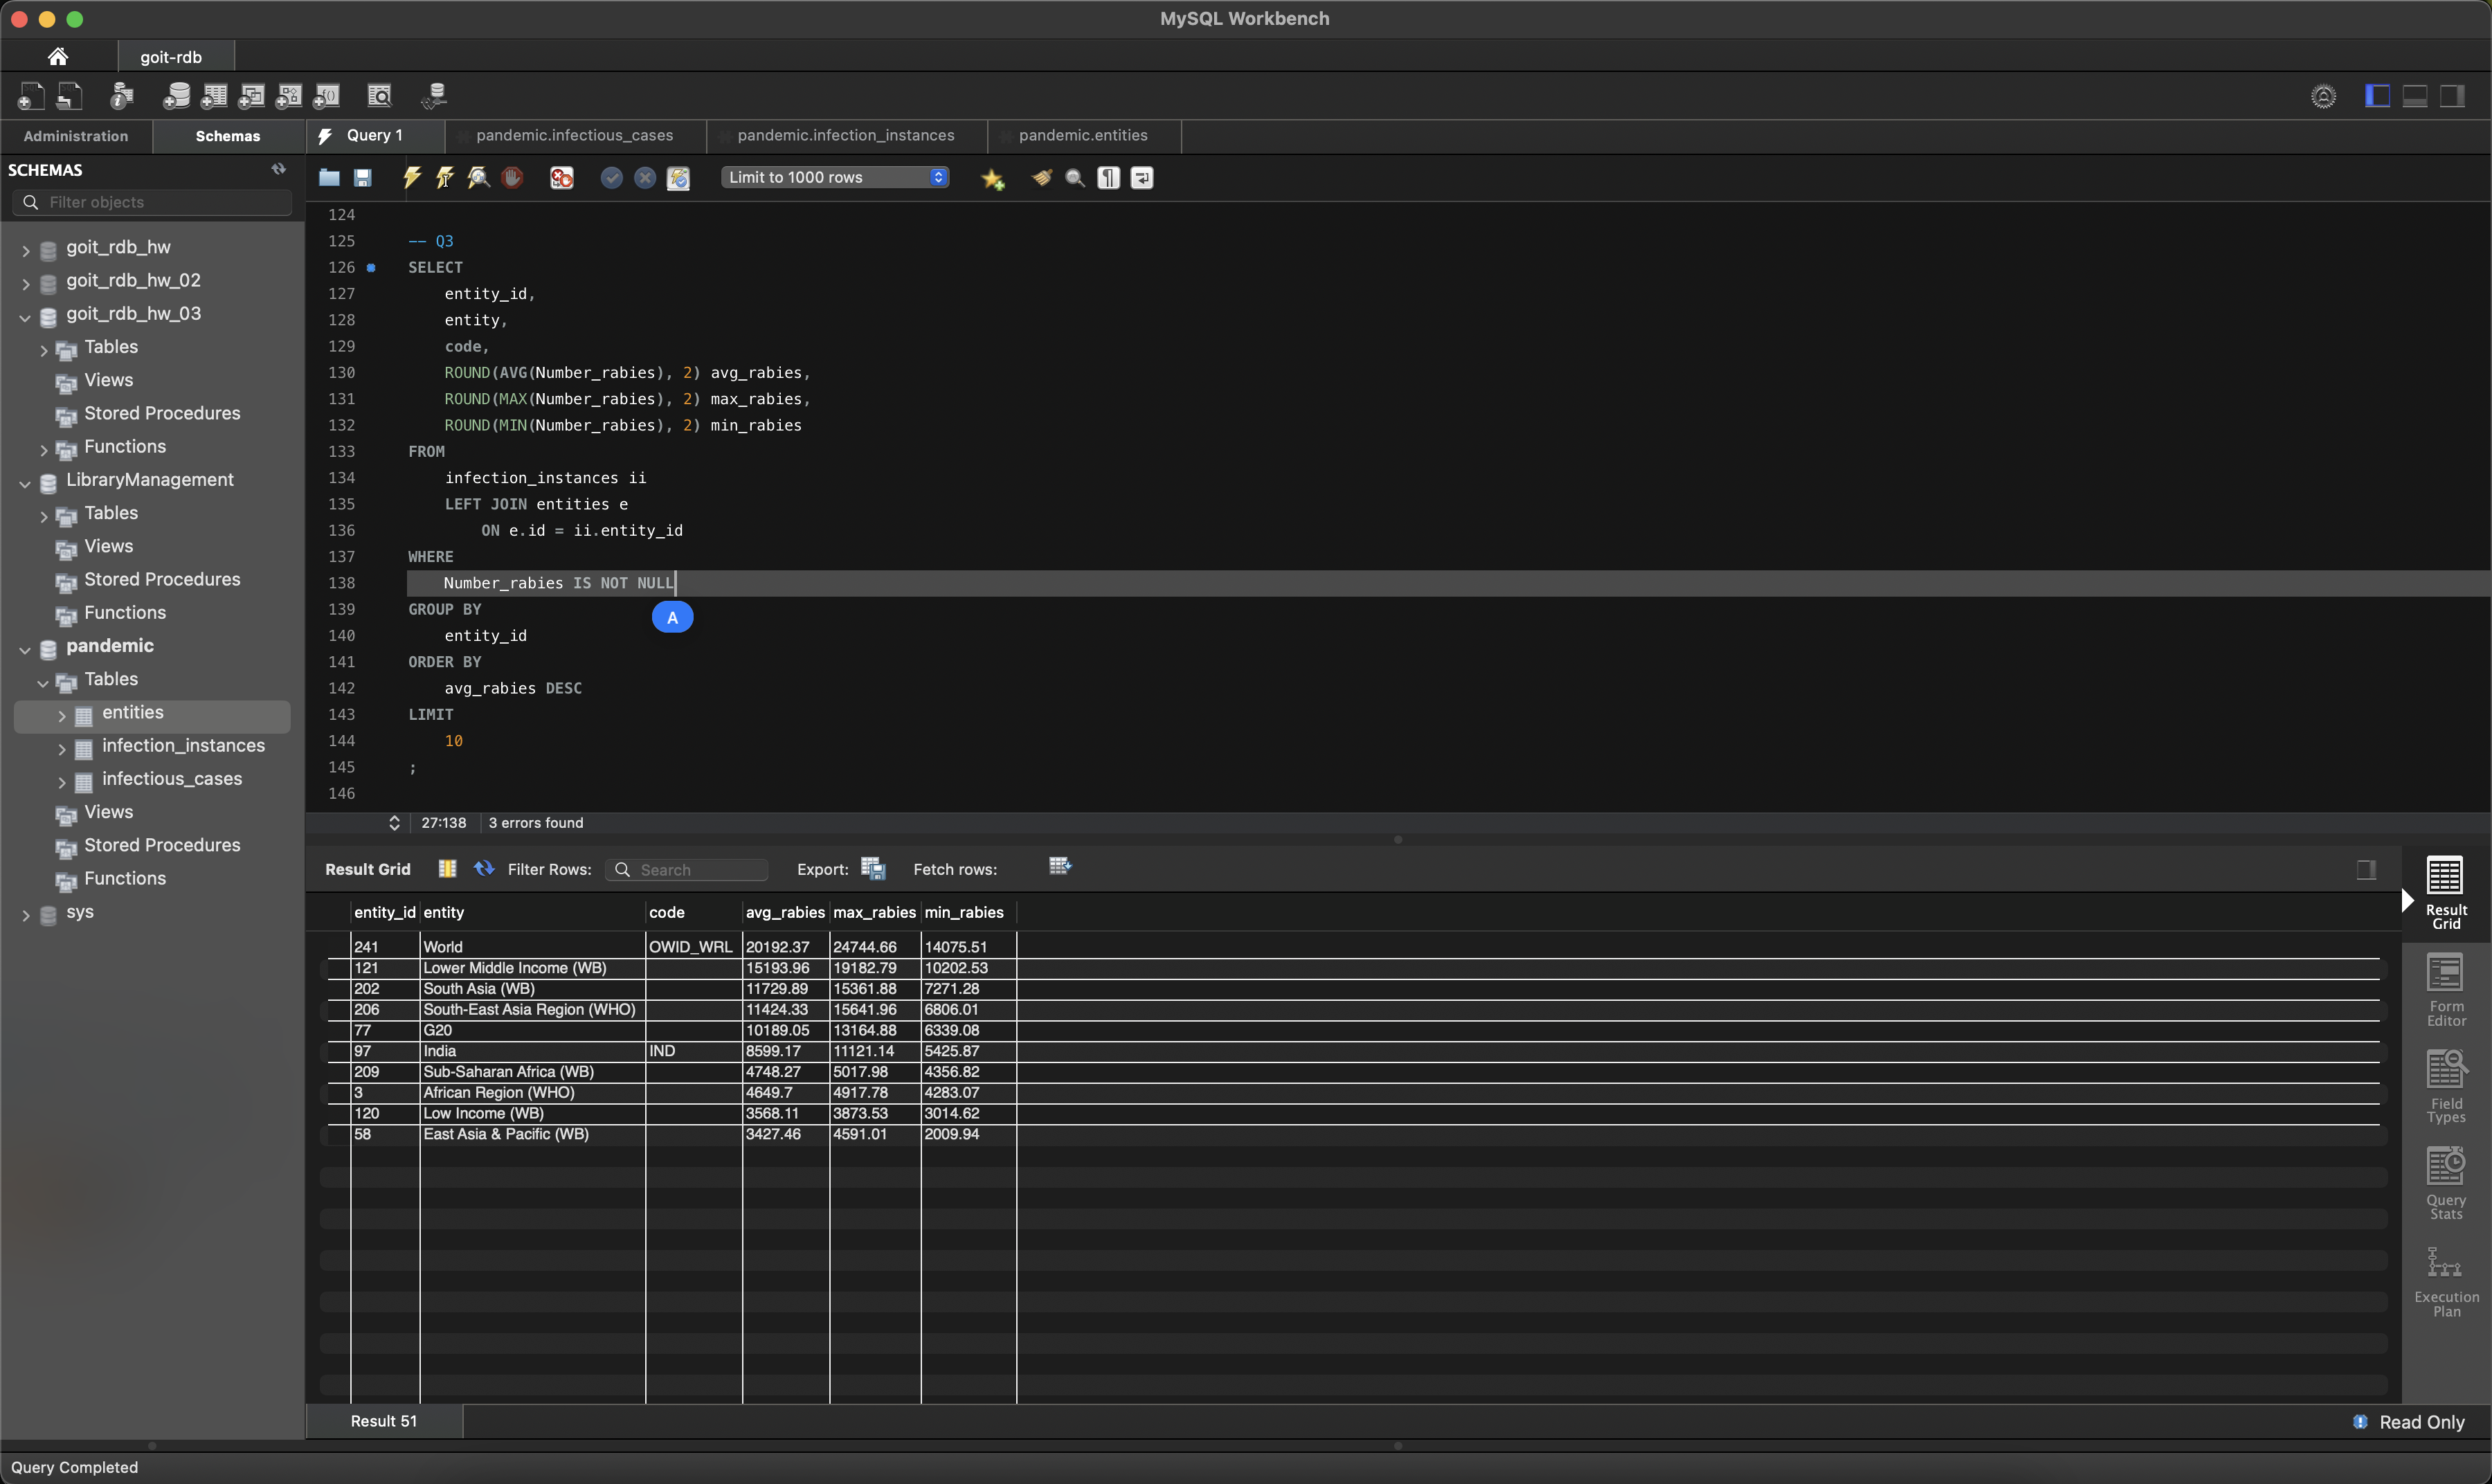 MySQL Workbench
goit-rdb
Administration
Schemas
Query 1
pandemic.infectious_cases
pandemic.infection_instances
pandemic.entities
SCHEMAS
Filter objects
Limit to 1000 rows
goit_rdb_hw
goit_rdb_hw_02
goit_rdb_hw_03
Tables
Views
Stored Procedures
Functions
LibraryManagement
Tables
Views
Stored Procedures
Functions
pandemic
Tables
entities
infection_instances
infectious_cases
Views
Stored Procedures
Functions
sys
124
125 -- Q3
126 SELECT
127 entity_id,
128 entity,
129 code,
130 ROUND(AVG(Number_rabies), 2) avg_rabies,
131 ROUND(MAX(Number_rabies), 2) max_rabies,
132 ROUND(MIN(Number_rabies), 2) min_rabies
133 FROM
134 infection_instances ii
135 LEFT JOIN entities e
136 ON e.id = ii.entity_id
137 WHERE
138 Number_rabies IS NOT NULL
A
139 GROUP BY
140 entity_id
141 ORDER BY
142 avg_rabies DESC
143 LIMIT
144 10
145 ;
146
27:138 3 errors found
Result Grid Filter Rows: Search Export: Fetch rows:
entity_id entity code avg_rabies max_rabies min_rabies
241 World OWID_WRL 20192.37 24744.66 14075.51
121 Lower Middle Income (WB) 15193.96 19182.79 10202.53
202 South Asia (WB) 11729.89 15361.88 7271.28
206 South-East Asia Region (WHO) 11424.33 15641.96 6806.01
77 G20 10189.05 13164.88 6339.08
97 India IND 8599.17 11121.14 5425.87
209 Sub-Saharan Africa (WB) 4748.27 5017.98 4356.82
3 African Region (WHO) 4649.7 4917.78 4283.07
120 Low Income (WB) 3568.11 3873.53 3014.62
58 East Asia & Pacific (WB) 3427.46 4591.01 2009.94
Result
Grid
Form
Editor
Field
Types
Query
Stats
Execution
Plan
Result 51
Read Only
Query Completed